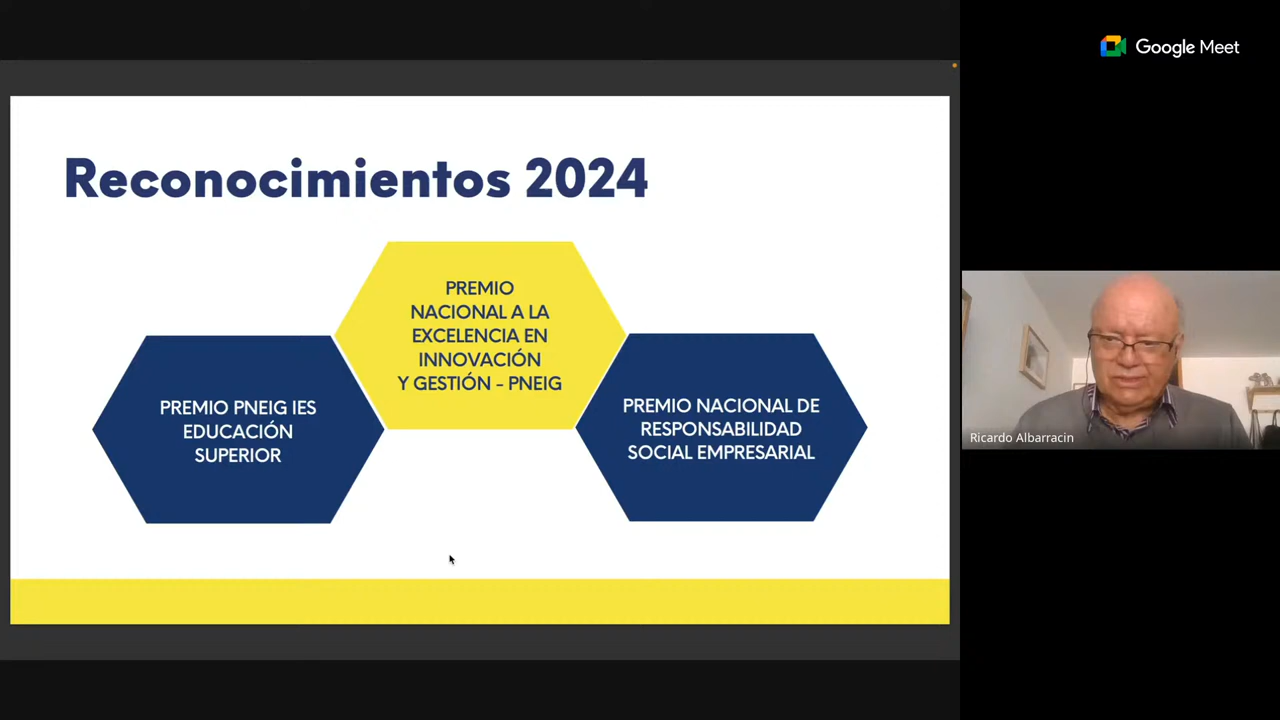 Google Meet
Reconocimientos 2024
PREMIO
NACIONAL A LA
EXCELENCIA EN
INNOVACIÓN
Y GESTIÓN - PNEIG
PREMIO PNEIG IES
EDUCACIÓN
SUPERIOR
PREMIO NACIONAL DE
RESPONSABILIDAD
SOCIAL EMPRESARIAL
Ricardo Albarracin